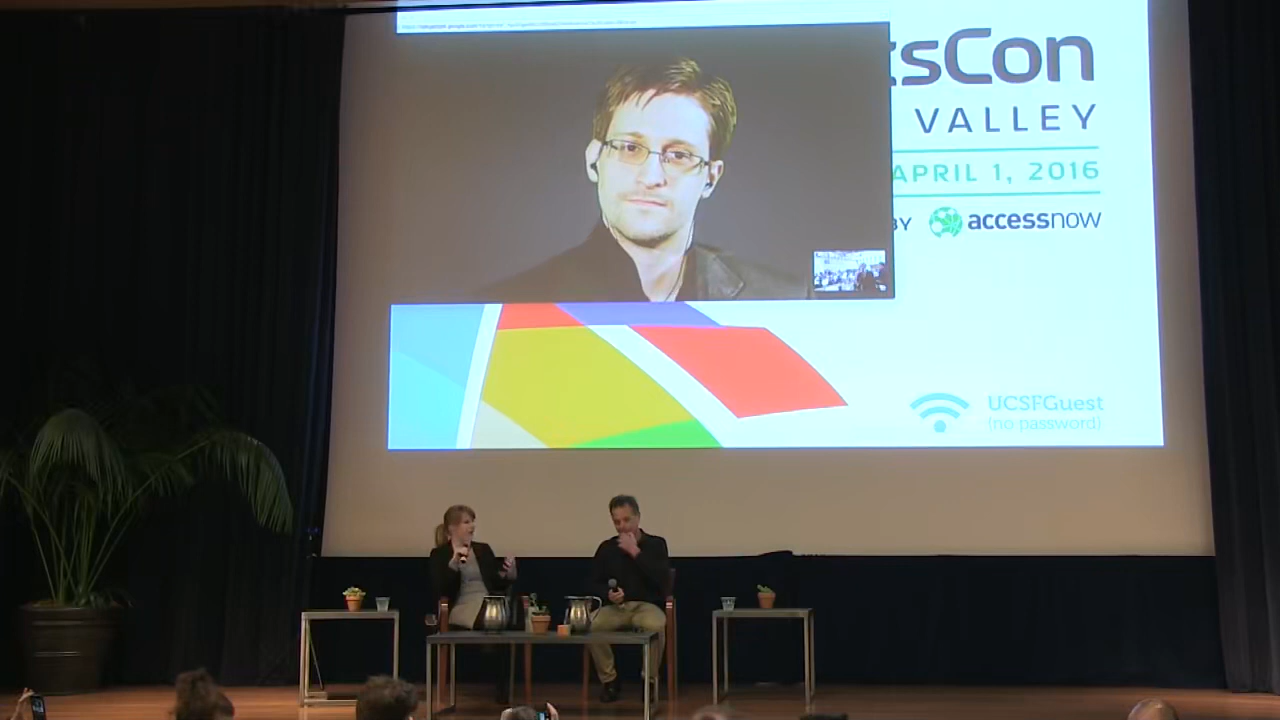 tsCon
VALLEY
APRIL 1, 2016
BY accessnow
UCSFGuest
(no password)